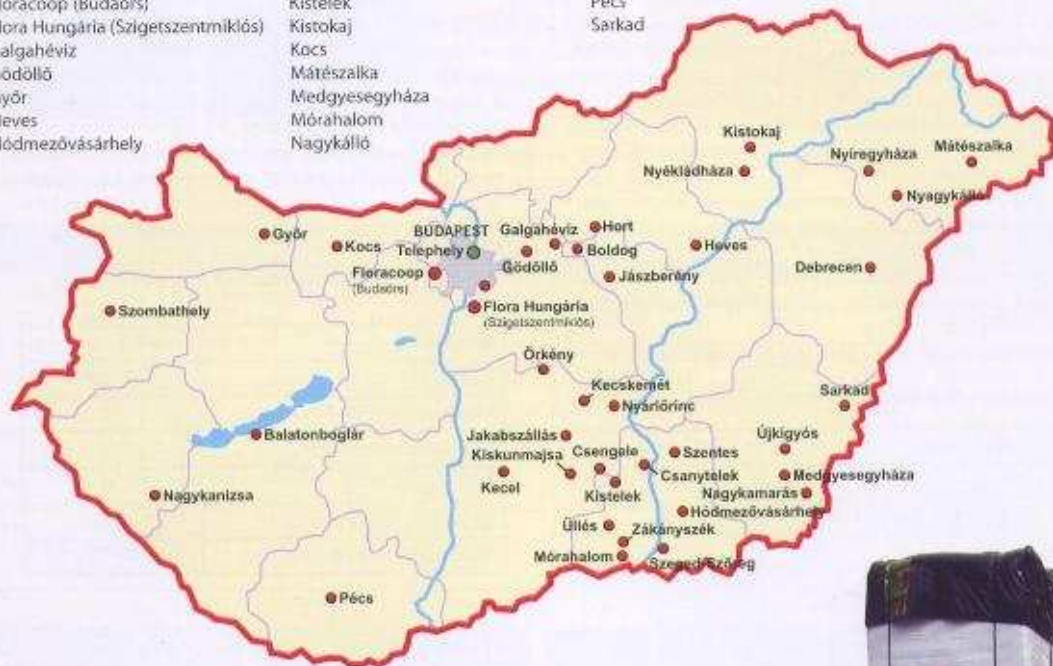 Floracoop (Budaörs)
Flora Hungária (Szigetszentmiklós)
Galgahévíz
Gödöllő
Győr
Heves
Hódmezővásárhely
Kistelek
Kistokaj
Kocs
Mátészalka
Medgyesegyháza
Mórahalom
Nagykálló
Pécs
Sarkad
Kistokaj
Nyíregyháza
Mátészalka
Nyékládháza
Nyagykálló
Győr
Kocs
BUDAPEST
Telephely
Galgahévíz
Hort
Boldog
Heves
Gödöllő
Floracoop
(Budaörs)
Jászberény
Debrecen
Szombathely
Flora Hungária
(Szigetszentmiklós)
Örkény
Kecskemét
Nyárlőrinc
Sarkad
Balatonboglár
Jakabszállás
Újkígyós
Kiskunmajsa
Csengele
Szentes
Kecel
Csanytelek
Medgyesegyháza
Kistelek
Nagykamarás
Nagykanizsa
Hódmezővásárhely
Üllés
Zákányszék
Mórahalom
Szeged-Szőreg
Pécs